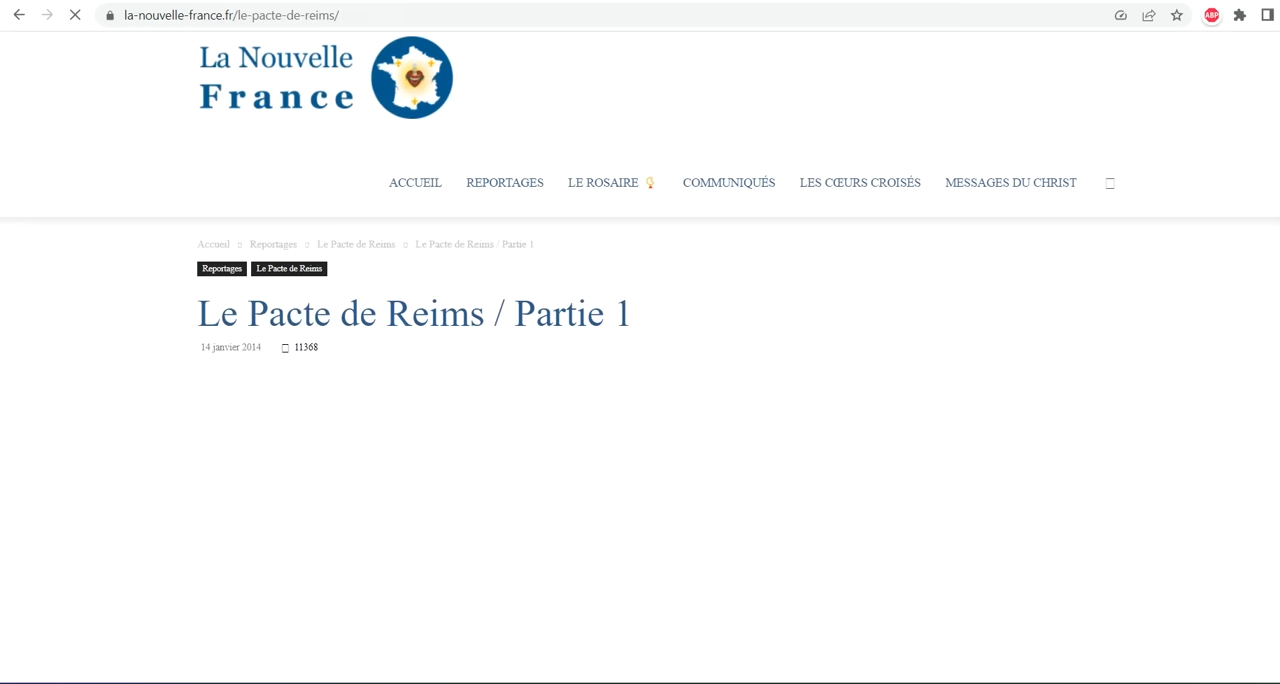 la-nouvelle-france.fr/le-pacte-de-reims/
ABP
La Nouvelle
France
ACCUEIL REPORTAGES LE ROSAIRE COMMUNIQUÉS LES CŒURS CROISÉS MESSAGES DU CHRIST
Accueil Reportages Le Pacte de Reims Le Pacte de Reims / Partie 1
Reportages Le Pacte de Reims
Le Pacte de Reims / Partie 1
14 janvier 2014 11368